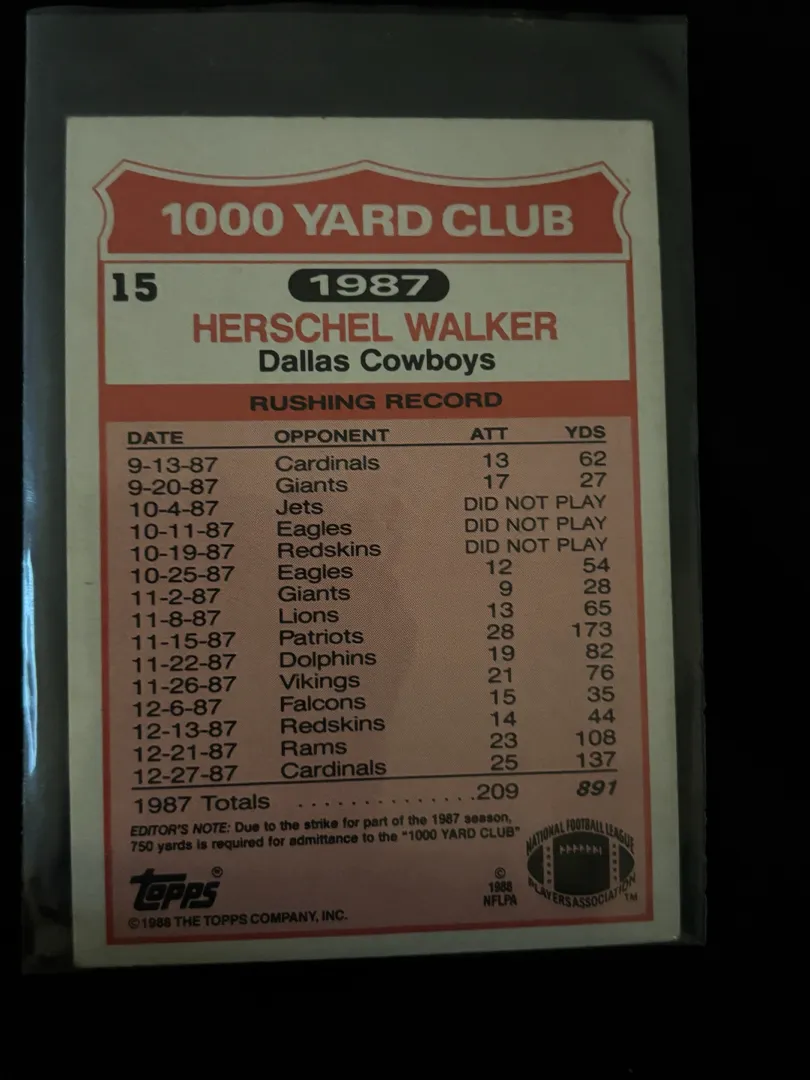 1000 YARD CLUB
15
1987
HERSCHEL WALKER
Dallas Cowboys
RUSHING RECORD
DATE OPPONENT ATT YDS
9-13-87 Cardinals 13 62
9-20-87 Giants 17 27
10-4-87 Jets DID NOT PLAY
10-11-87 Eagles DID NOT PLAY
10-19-87 Redskins DID NOT PLAY
10-25-87 Eagles 12 54
11-2-87 Giants 9 28
11-8-87 Lions 13 65
11-15-87 Patriots 28 173
11-22-87 Dolphins 19 82
11-26-87 Vikings 21 76
12-6-87 Falcons 15 35
12-13-87 Redskins 14 44
12-21-87 Rams 23 108
12-27-87 Cardinals 25 137
1987 Totals . . . . . . . . . . . . . .209 891
EDITOR'S NOTE: Due to the strike for part of the 1987 season,
750 yards is required for admittance to the "1000 YARD CLUB"
TOPPS®
©1988 THE TOPPS COMPANY, INC.
©
1988
NFLPA
NATIONAL FOOTBALL LEAGUE
PLAYERS ASSOCIATION
TM